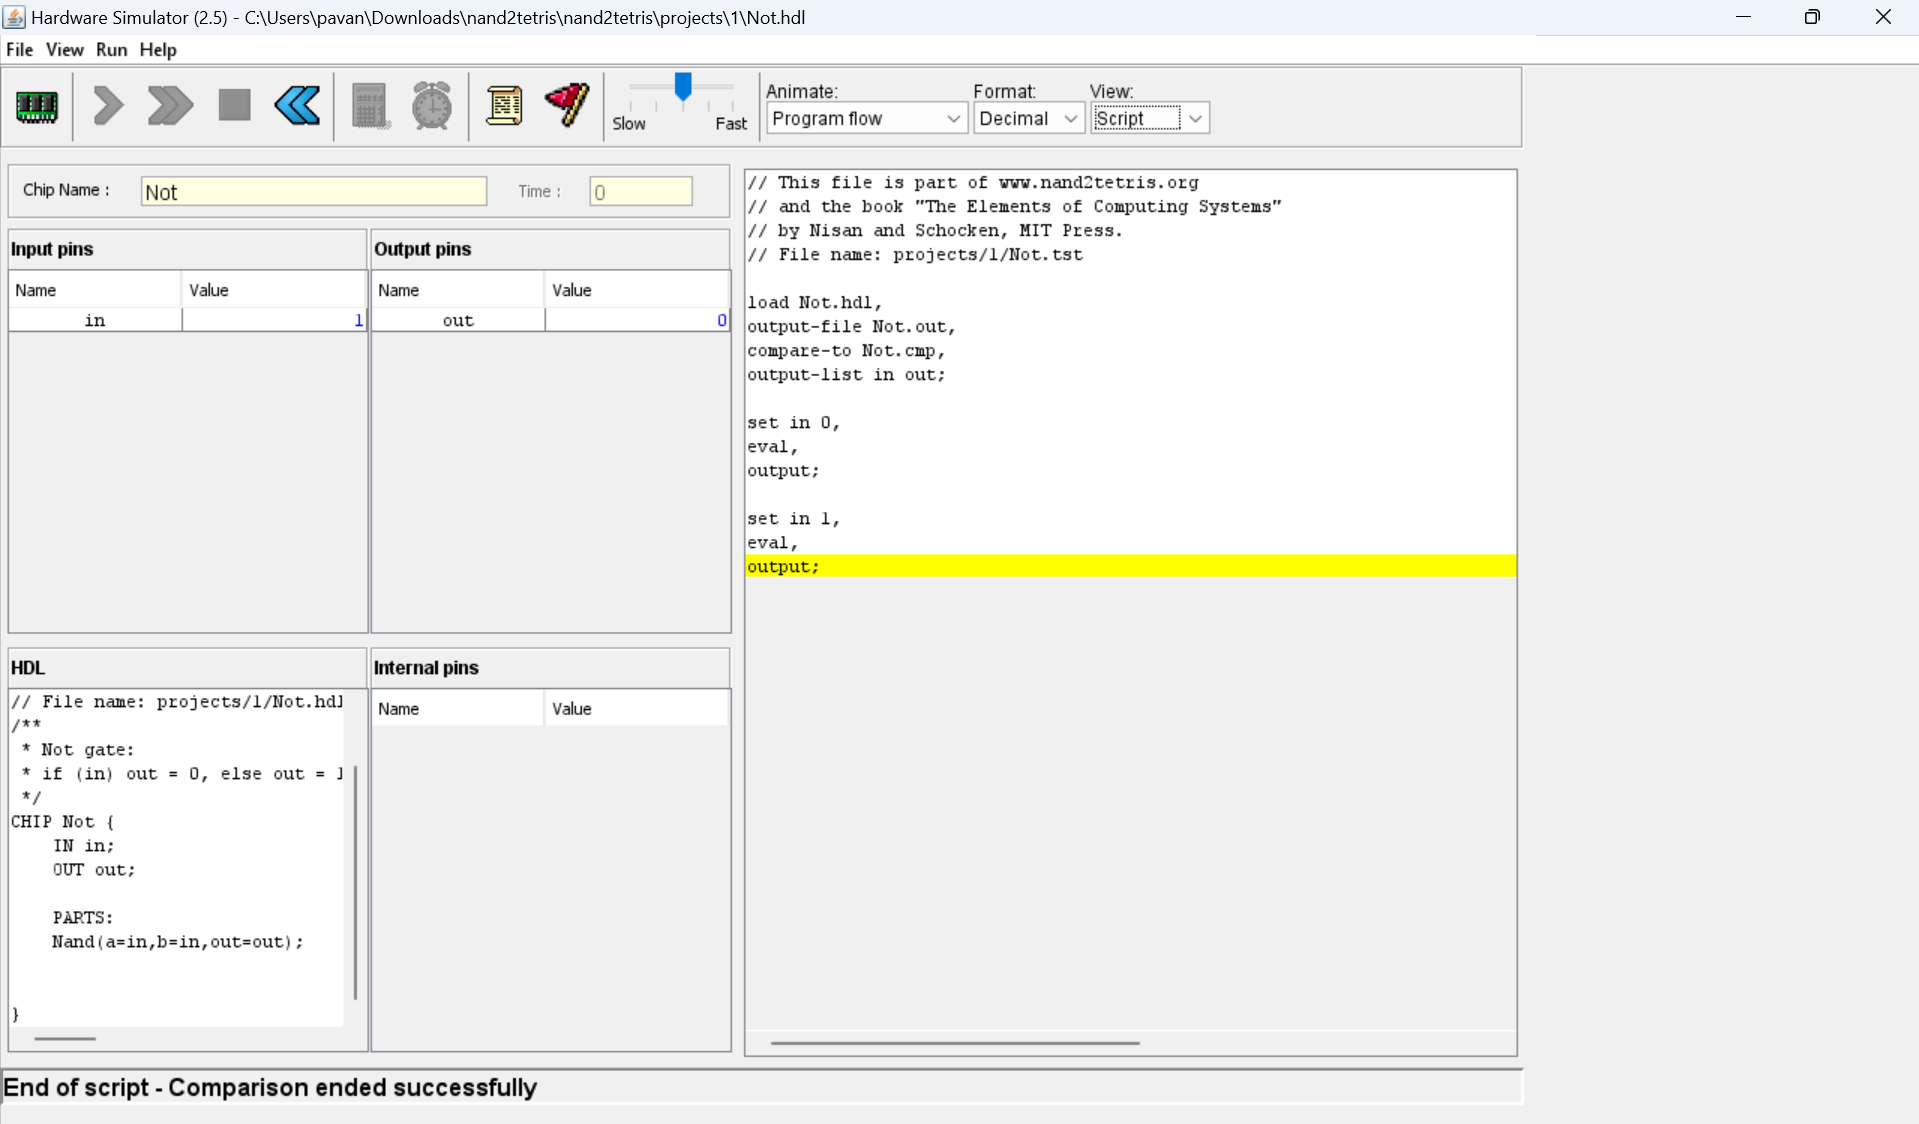 Hardware Simulator (2.5) - C:\Users\pavan\Downloads\nand2tetris\nand2tetris\projects\1\Not.hdl
File View Run Help
Slow Fast
Animate:
Program flow
Format:
Decimal
View:
Script
Chip Name :
Not
Time :
0
Input pins
Name Value
in 1
Output pins
Name Value
out 0
HDL
// File name: projects/1/Not.hdl
/**
* Not gate:
* if (in) out = 0, else out = 1
*/
CHIP Not {
IN in;
OUT out;
PARTS:
Nand(a=in,b=in,out=out);
}
Internal pins
Name Value
// This file is part of www.nand2tetris.org
// and the book "The Elements of Computing Systems"
// by Nisan and Schocken, MIT Press.
// File name: projects/1/Not.tst
load Not.hdl,
output-file Not.out,
compare-to Not.cmp,
output-list in out;
set in 0,
eval,
output;
set in 1,
eval,
output;
End of script - Comparison ended successfully